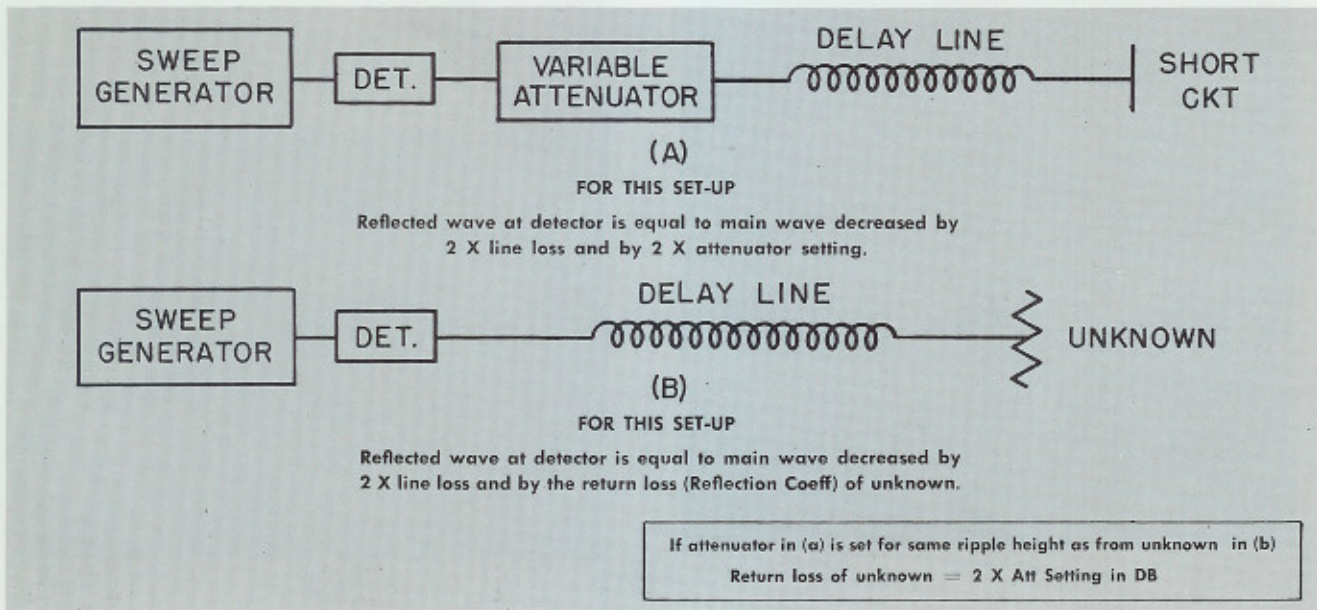 SWEEP
GENERATOR
DET.
VARIABLE
ATTENUATOR
DELAY LINE
SHORT
CKT
(A)
FOR THIS SET-UP
Reflected wave at detector is equal to main wave decreased by
2 X line loss and by 2 X attenuator setting.
SWEEP
GENERATOR
DET.
DELAY LINE
UNKNOWN
(B)
FOR THIS SET-UP
Reflected wave at detector is equal to main wave decreased by
2 X line loss and by the return loss (Reflection Coeff) of unknown.
If attenuator in (a) is set for same ripple height as from unknown in (b)
Return loss of unknown = 2 X Att Setting in DB